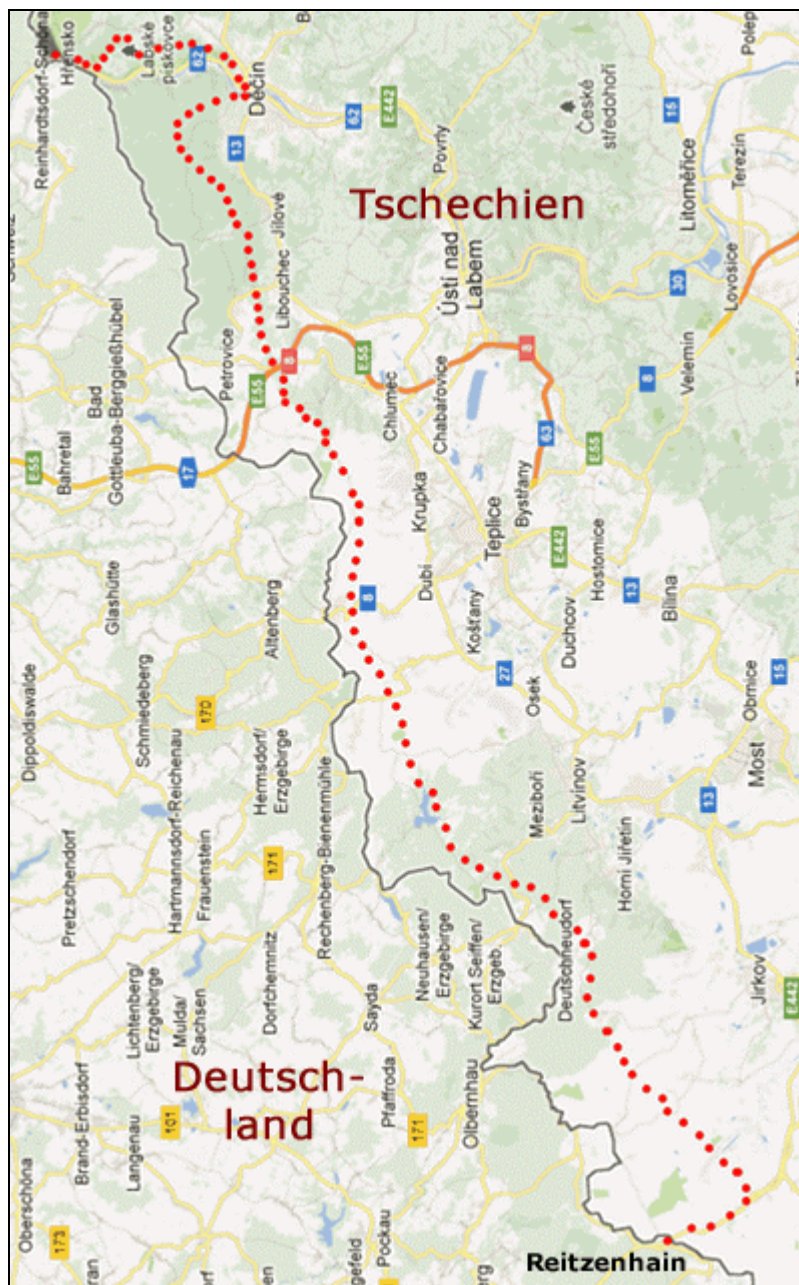 Reinhardtsdorf-Schöna
Hřensko
Labské
pískovce
62
Děčín
E442
62
13
Povrly
České
středohoří
15
Polep
Terezín
Litoměřice
Lovosice
30
Tschechien
Jílové
Libouchec
Ústí nad
Labem
Petrovice
E55
8
E55
Chlumec
Chabařovice
8
63
8
Velemín
E55
Bad
Gottleuba-Berggießhübel
Bahretal
E55
17
Krupka
Bystřany
Teplice
E442
Hostomice
13
Bílina
Dubí
8
Košťany
Duchcov
27
Osek
15
Obrnice
Most
13
Glashütte
Altenberg
Dippoldiswalde
Schmiedeberg
170
Hermsdorf/
Erzgebirge
Hartmannsdorf-Reichenau
Frauenstein
171
Pretzschendorf
Rechenberg-Bienenmühle
Meziboří
Litvínov
Horní Jiřetín
Lichtenberg/
Erzgebirge
Mulda/
Sachsen
Dorfchemnitz
Sayda
Neuhausen/
Erzgebirge
Kurort Seiffen/
Erzgeb.
Deutschneudorf
Jirkov
E442
Deutsch-
land
Brand-Erbisdorf
Langenau
101
Pfaffroda
171
Olbernhau
Oberschöna
173
Pockau
Reitzenhain